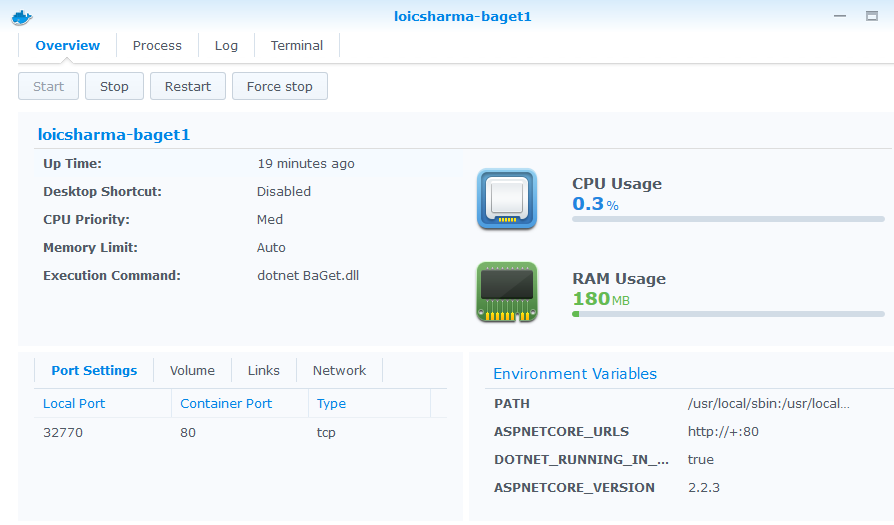 loicsharma-baget1
Overview Process Log Terminal
Start Stop Restart Force stop
loicsharma-baget1
Up Time: 19 minutes ago
Desktop Shortcut: Disabled
CPU Priority: Med
Memory Limit: Auto
Execution Command: dotnet BaGet.dll
CPU Usage
0.3 %
RAM Usage
180 MB
Port Settings Volume Links Network
Local Port Container Port Type
32770 80 tcp
Environment Variables
PATH /usr/local/sbin:/usr/local...
ASPNETCORE_URLS http://+:80
DOTNET_RUNNING_IN_... true
ASPNETCORE_VERSION 2.2.3